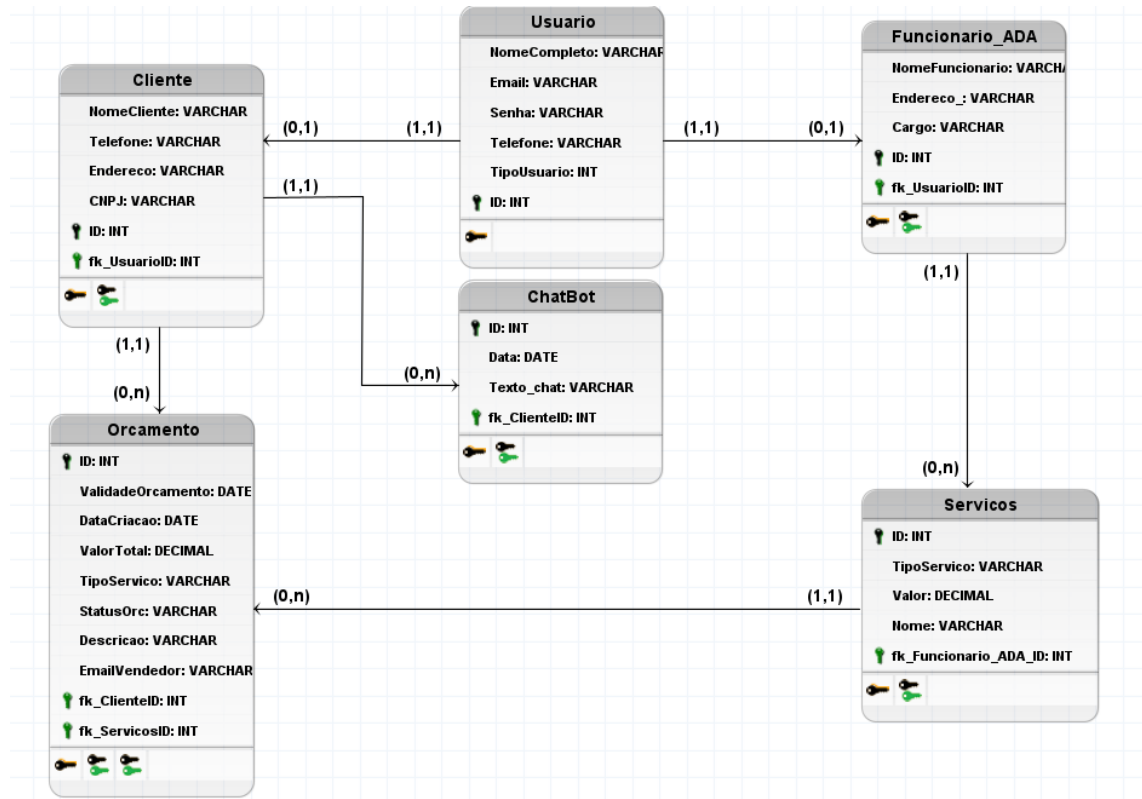 Usuario
NomeCompleto: VARCHAR
Email: VARCHAR
Senha: VARCHAR
Telefone: VARCHAR
TipoUsuario: INT
ID: INT
Funcionario_ADA
NomeFuncionario: VARCHA
Endereco_: VARCHAR
Cargo: VARCHAR
ID: INT
fk_UsuarioID: INT
Cliente
NomeCliente: VARCHAR
Telefone: VARCHAR
Endereco: VARCHAR
CNPJ: VARCHAR
ID: INT
fk_UsuarioID: INT
(0,1)
(1,1)
(1,1)
(0,1)
(1,1)
(1,1)
ChatBot
ID: INT
Data: DATE
Texto_chat: VARCHAR
fk_ClienteID: INT
(1,1)
(0,n)
(0,n)
Orcamento
ID: INT
ValidadeOrcamento: DATE
DataCriacao: DATE
ValorTotal: DECIMAL
TipoServico: VARCHAR
StatusOrc: VARCHAR
Descricao: VARCHAR
EmailVendedor: VARCHAR
fk_ClienteID: INT
fk_ServicosID: INT
(0,n)
Servicos
ID: INT
TipoServico: VARCHAR
Valor: DECIMAL
Nome: VARCHAR
fk_Funcionario_ADA_ID: INT
(0,n)
(1,1)